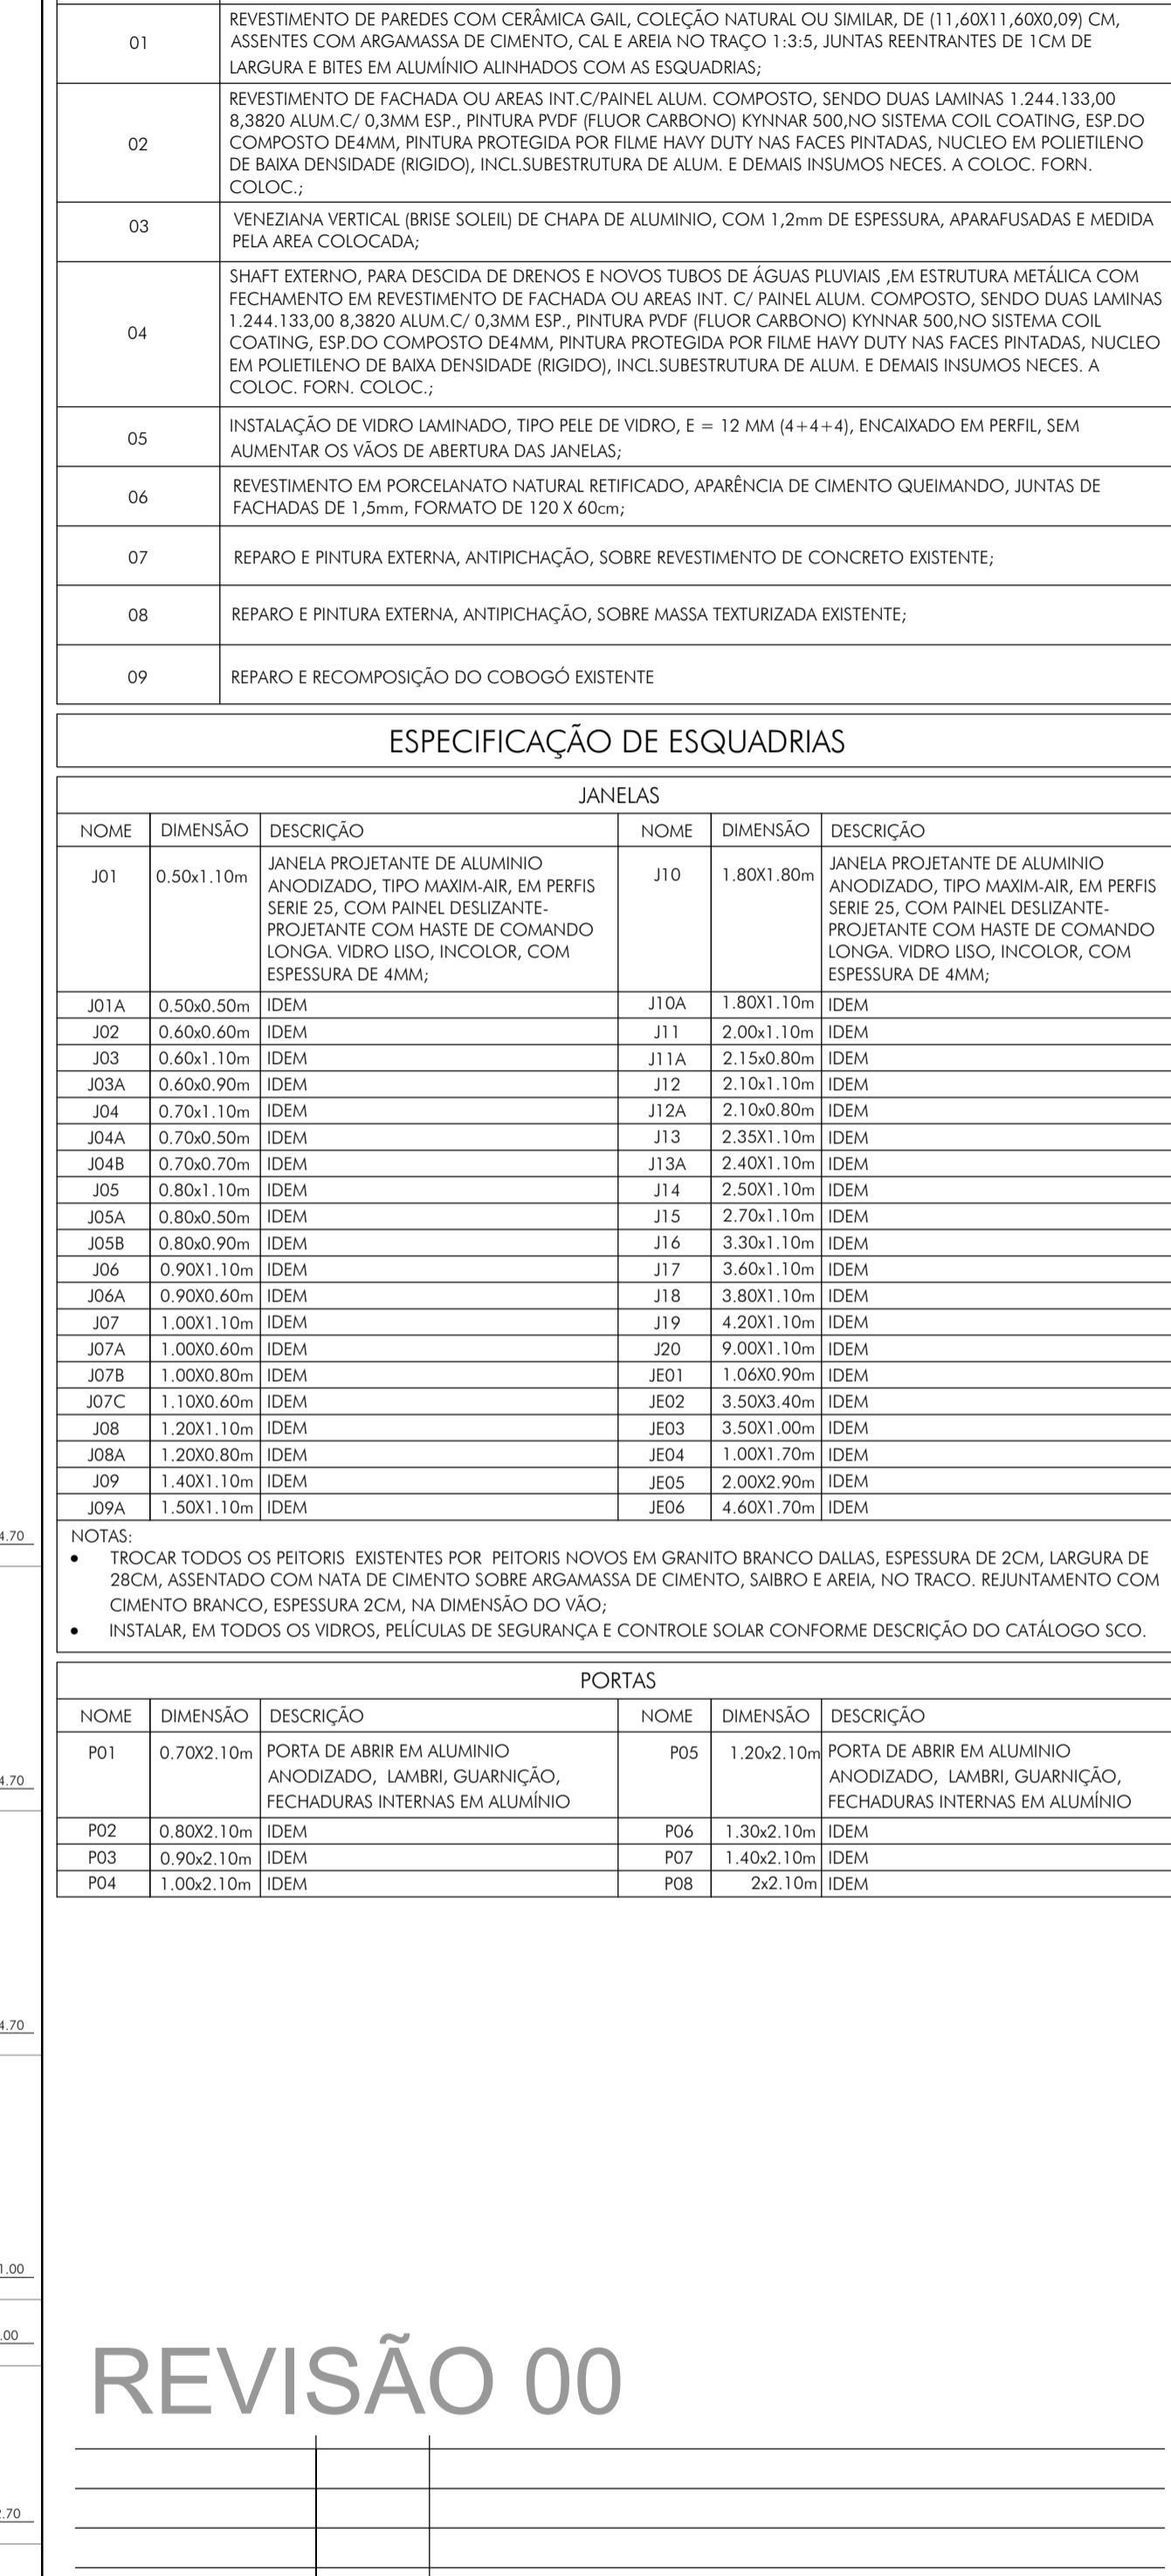 01
REVESTIMENTO DE PAREDES COM CERÂMICA GAIL, COLEÇÃO NATURAL OU SIMILAR, DE (11,60X11,60X0,09) CM,
ASSENTES COM ARGAMASSA DE CIMENTO, CAL E AREIA NO TRAÇO 1:3:5, JUNTAS REENTRANTES DE 1CM DE
LARGURA E BITES EM ALUMÍNIO ALINHADOS COM AS ESQUADRIAS;
02
REVESTIMENTO DE FACHADA OU AREAS INT.C/PAINEL ALUM. COMPOSTO, SENDO DUAS LAMINAS 1.244.133,00
8,3820 ALUM.C/ 0,3MM ESP., PINTURA PVDF (FLUOR CARBONO) KYNNAR 500,NO SISTEMA COIL COATING, ESP.DO
COMPOSTO DE4MM, PINTURA PROTEGIDA POR FILME HAVY DUTY NAS FACES PINTADAS, NUCLEO EM POLIETILENO
DE BAIXA DENSIDADE (RIGIDO), INCL.SUBESTRUTURA DE ALUM. E DEMAIS INSUMOS NECES. A COLOC. FORN.
COLOC.;
03
VENEZIANA VERTICAL (BRISE SOLEIL) DE CHAPA DE ALUMINIO, COM 1,2mm DE ESPESSURA, APARAFUSADAS E MEDIDA
PELA AREA COLOCADA;
04
SHAFT EXTERNO, PARA DESCIDA DE DRENOS E NOVOS TUBOS DE ÁGUAS PLUVIAIS ,EM ESTRUTURA METÁLICA COM
FECHAMENTO EM REVESTIMENTO DE FACHADA OU AREAS INT. C/ PAINEL ALUM. COMPOSTO, SENDO DUAS LAMINAS
1.244.133,00 8,3820 ALUM.C/ 0,3MM ESP., PINTURA PVDF (FLUOR CARBONO) KYNNAR 500,NO SISTEMA COIL
COATING, ESP.DO COMPOSTO DE4MM, PINTURA PROTEGIDA POR FILME HAVY DUTY NAS FACES PINTADAS, NUCLEO
EM POLIETILENO DE BAIXA DENSIDADE (RIGIDO), INCL.SUBESTRUTURA DE ALUM. E DEMAIS INSUMOS NECES. A
COLOC. FORN. COLOC.;
05
INSTALAÇÃO DE VIDRO LAMINADO, TIPO PELE DE VIDRO, E = 12 MM (4+4+4), ENCAIXADO EM PERFIL, SEM
AUMENTAR OS VÃOS DE ABERTURA DAS JANELAS;
06
REVESTIMENTO EM PORCELANATO NATURAL RETIFICADO, APARÊNCIA DE CIMENTO QUEIMANDO, JUNTAS DE
FACHADAS DE 1,5mm, FORMATO DE 120 X 60cm;
07
REPARO E PINTURA EXTERNA, ANTIPICHAÇÃO, SOBRE REVESTIMENTO DE CONCRETO EXISTENTE;
08
REPARO E PINTURA EXTERNA, ANTIPICHAÇÃO, SOBRE MASSA TEXTURIZADA EXISTENTE;
09
REPARO E RECOMPOSIÇÃO DO COBOGÓ EXISTENTE
ESPECIFICAÇÃO DE ESQUADRIAS
JANELAS
NOME DIMENSÃO DESCRIÇÃO NOME DIMENSÃO DESCRIÇÃO
J01 0.50x1.10m
JANELA PROJETANTE DE ALUMINIO
ANODIZADO, TIPO MAXIM-AIR, EM PERFIS
SERIE 25, COM PAINEL DESLIZANTE-
PROJETANTE COM HASTE DE COMANDO
LONGA. VIDRO LISO, INCOLOR, COM
ESPESSURA DE 4MM;
J10 1.80X1.80m
JANELA PROJETANTE DE ALUMINIO
ANODIZADO, TIPO MAXIM-AIR, EM PERFIS
SERIE 25, COM PAINEL DESLIZANTE-
PROJETANTE COM HASTE DE COMANDO
LONGA. VIDRO LISO, INCOLOR, COM
ESPESSURA DE 4MM;
J01A 0.50x0.50m IDEM J10A 1.80X1.10m IDEM
J02 0.60x0.60m IDEM J11 2.00x1.10m IDEM
J03 0.60x1.10m IDEM J11A 2.15x0.80m IDEM
J03A 0.60x0.90m IDEM J12 2.10x1.10m IDEM
J04 0.70x1.10m IDEM J12A 2.10x0.80m IDEM
J04A 0.70x0.50m IDEM J13 2.35X1.10m IDEM
J04B 0.70x0.70m IDEM J13A 2.40X1.10m IDEM
J05 0.80x1.10m IDEM J14 2.50X1.10m IDEM
J05A 0.80x0.50m IDEM J15 2.70x1.10m IDEM
J05B 0.80x0.90m IDEM J16 3.30x1.10m IDEM
J06 0.90X1.10m IDEM J17 3.60x1.10m IDEM
J06A 0.90X0.60m IDEM J18 3.80X1.10m IDEM
J07 1.00X1.10m IDEM J19 4.20X1.10m IDEM
J07A 1.00X0.60m IDEM J20 9.00X1.10m IDEM
J07B 1.00X0.80m IDEM JE01 1.06X0.90m IDEM
J07C 1.10X0.60m IDEM JE02 3.50X3.40m IDEM
J08 1.20X1.10m IDEM JE03 3.50X1.00m IDEM
J08A 1.20X0.80m IDEM JE04 1.00X1.70m IDEM
J09 1.40X1.10m IDEM JE05 2.00X2.90m IDEM
J09A 1.50X1.10m IDEM JE06 4.60X1.70m IDEM
NOTAS:
• TROCAR TODOS OS PEITORIS EXISTENTES POR PEITORIS NOVOS EM GRANITO BRANCO DALLAS, ESPESSURA DE 2CM, LARGURA DE
28CM, ASSENTADO COM NATA DE CIMENTO SOBRE ARGAMASSA DE CIMENTO, SAIBRO E AREIA, NO TRACO. REJUNTAMENTO COM
CIMENTO BRANCO, ESPESSURA 2CM, NA DIMENSÃO DO VÃO;
• INSTALAR, EM TODOS OS VIDROS, PELÍCULAS DE SEGURANÇA E CONTROLE SOLAR CONFORME DESCRIÇÃO DO CATÁLOGO SCO.
PORTAS
NOME DIMENSÃO DESCRIÇÃO NOME DIMENSÃO DESCRIÇÃO
P01 0.70X2.10m
PORTA DE ABRIR EM ALUMINIO
ANODIZADO, LAMBRI, GUARNIÇÃO,
FECHADURAS INTERNAS EM ALUMÍNIO
P05 1.20x2.10m
PORTA DE ABRIR EM ALUMINIO
ANODIZADO, LAMBRI, GUARNIÇÃO,
FECHADURAS INTERNAS EM ALUMÍNIO
P02 0.80X2.10m IDEM P06 1.30x2.10m IDEM
P03 0.90x2.10m IDEM P07 1.40x2.10m IDEM
P04 1.00x2.10m IDEM P08 2x2.10m IDEM
4.70
4.70
4.70
1.00
.00
2.70
REVISÃO 00